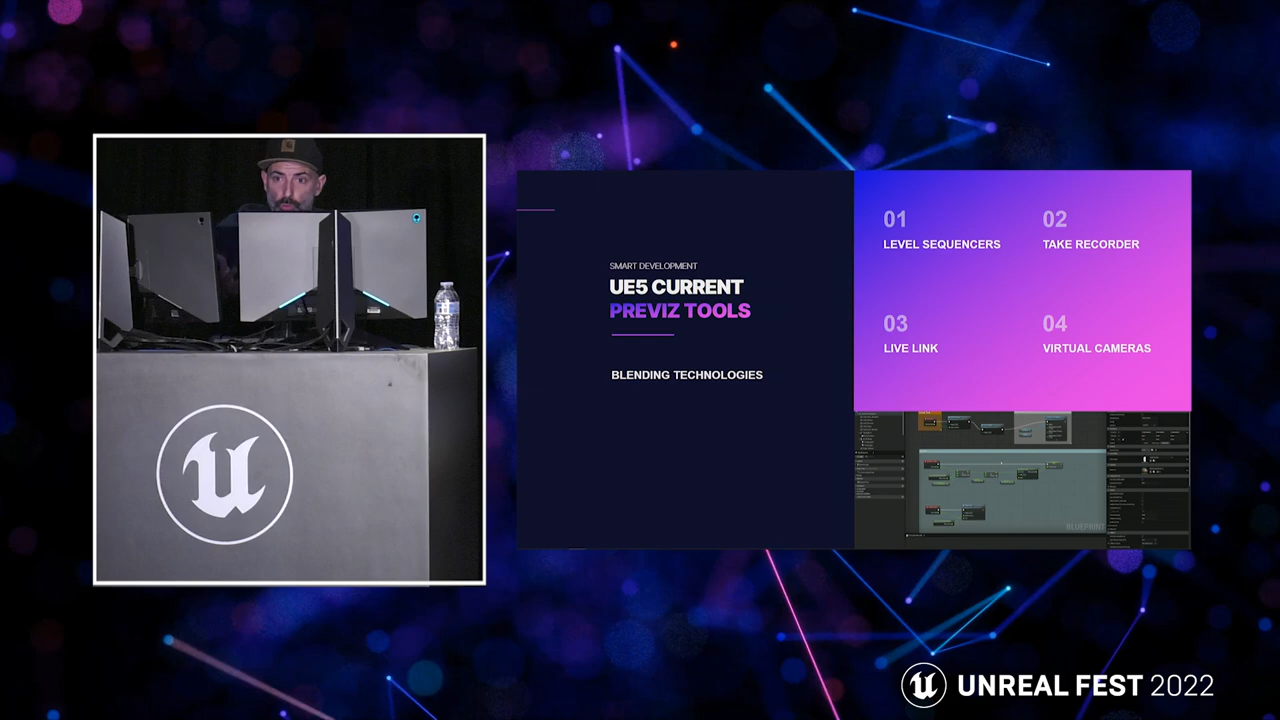 SMART DEVELOPMENT
UE5 CURRENT
PREVIZ TOOLS
BLENDING TECHNOLOGIES
01
LEVEL SEQUENCERS
02
TAKE RECORDER
03
LIVE LINK
04
VIRTUAL CAMERAS
BLUEPRINT
UNREAL FEST 2022